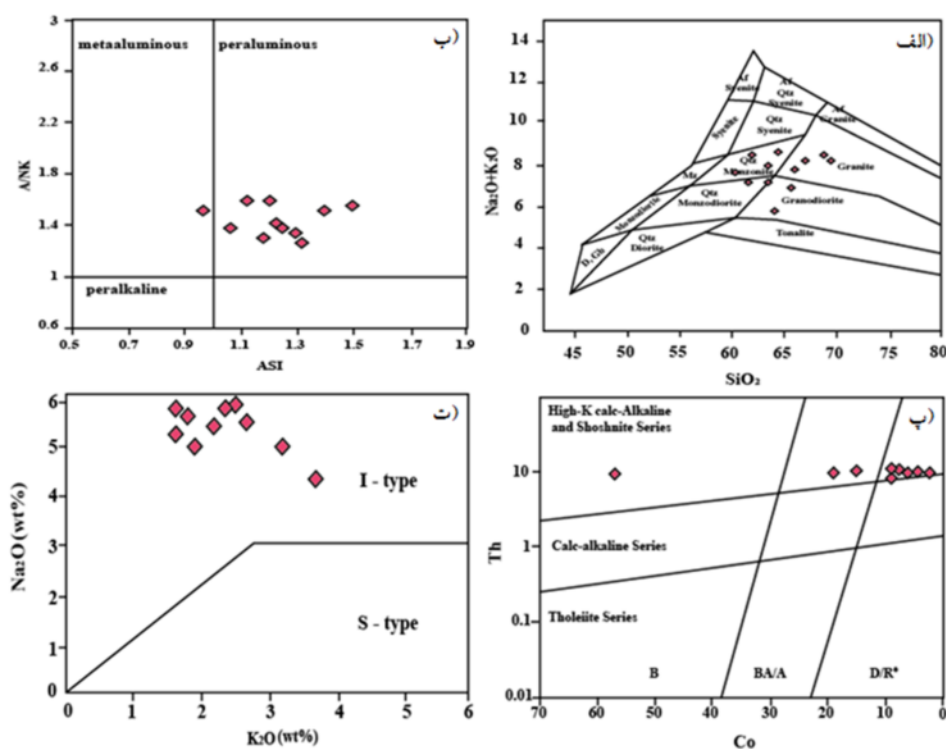 (ب
metaaluminous
peraluminous
peralkaline
A/NK
3
2.6
2.2
1.8
1.4
1
0.6
0.5
0.7
0.9
1.1
1.3
1.5
1.7
1.9
ASI
(الف
14
12
10
8
6
4
2
0
Na₂O+K₂O
Af
Syenite
Af
Qtz
Syenite
Af
Granite
Syenite
Qtz
Syenite
Mz
Qtz
Monzonite
Granite
Monzodiorite
Qtz
Monzodiorite
Granodiorite
D, Gb
Qtz
Diorite
Tonalite
45
50
55
60
65
70
75
80
SiO₂
(ت
Na₂O (wt%)
6
5
4
3
2
1
0
I - type
S - type
0
1
2
3
4
5
6
K₂O (wt%)
(پ
High-K calc-Alkaline
and Shoshnite Series
Calc-alkaline Series
Tholeiite Series
B
BA/A
D/R*
Th
10
1
0.1
0.01
70
60
50
40
30
20
10
0
Co